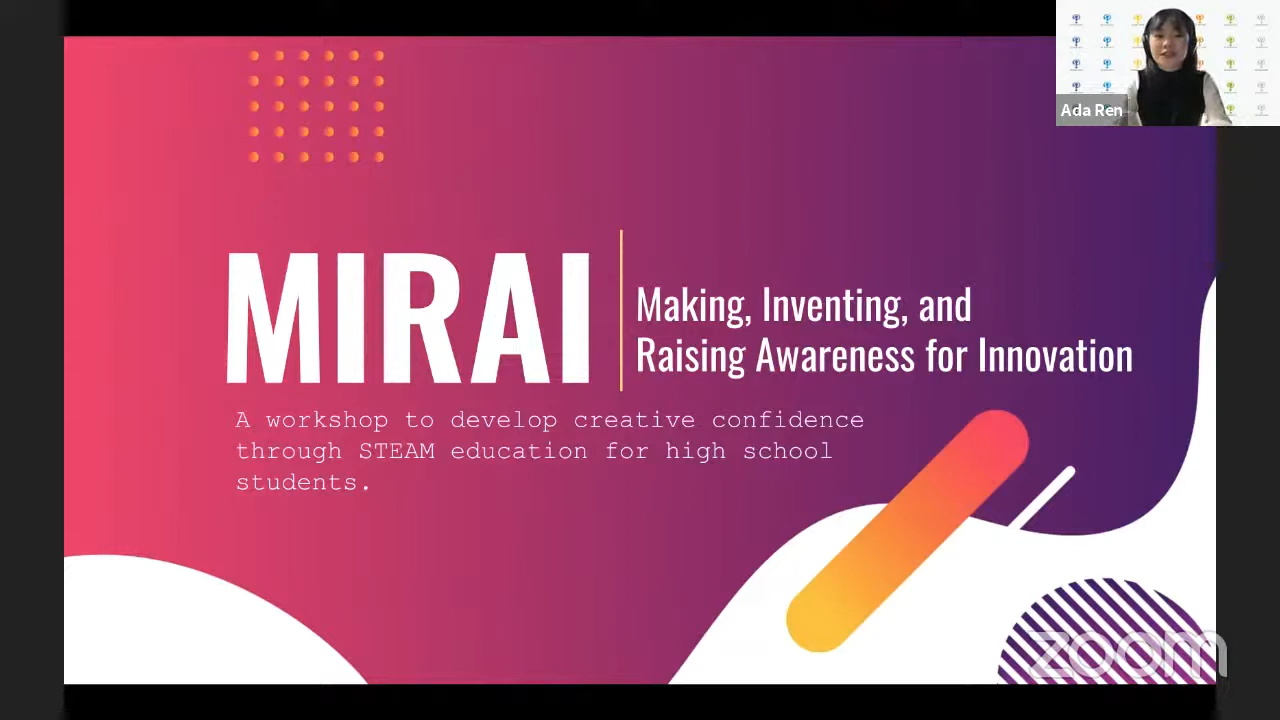 Ada Ren
MIRAI
Making, Inventing, and
Raising Awareness for Innovation
A workshop to develop creative confidence
through STEAM education for high school
students.
zoom